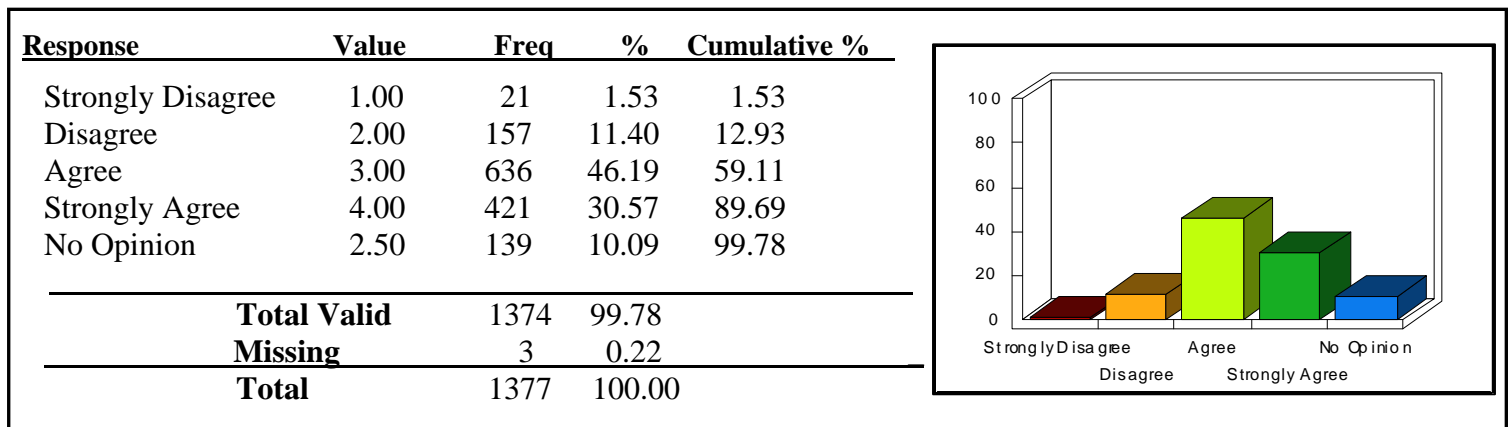 Response Value Freq % Cumulative %
Strongly Disagree 1.00 21 1.53 1.53
Disagree 2.00 157 11.40 12.93
Agree 3.00 636 46.19 59.11
Strongly Agree 4.00 421 30.57 89.69
No Opinion 2.50 139 10.09 99.78
Total Valid 1374 99.78
Missing 3 0.22
Total 1377 100.00
100
80
60
40
20
0
Strongly Disagree Agree No Opinion
Disagree Strongly Agree